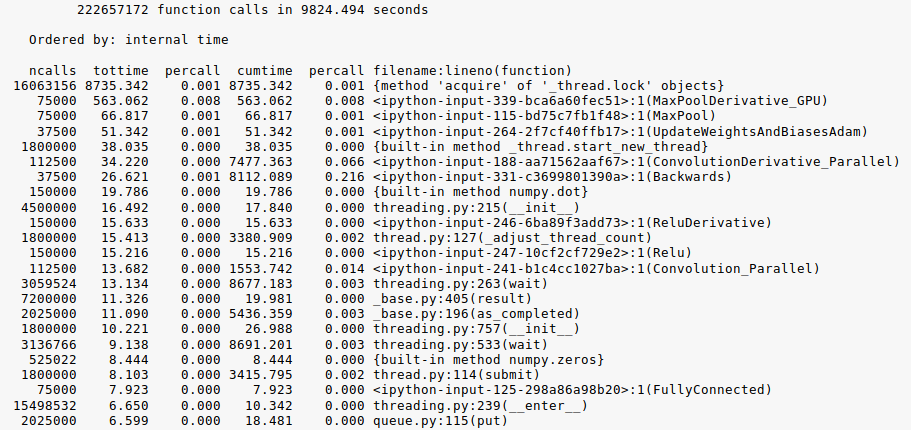 222657172 function calls in 9824.494 seconds
Ordered by: internal time
ncalls tottime percall cumtime percall filename:lineno(function)
16063156 8735.342 0.001 8735.342 0.001 {method 'acquire' of '_thread.lock' objects}
75000 563.062 0.008 563.062 0.008 <ipython-input-339-bca6a60fec51>:1(MaxPoolDerivative_GPU)
75000 66.817 0.001 66.817 0.001 <ipython-input-115-bd75c7fb1f48>:1(MaxPool)
37500 51.342 0.001 51.342 0.001 <ipython-input-264-2f7cf40ffb17>:1(UpdateWeightsAndBiasesAdam)
1800000 38.035 0.000 38.035 0.000 {built-in method _thread.start_new_thread}
112500 34.220 0.000 7477.363 0.066 <ipython-input-188-aa71562aaf67>:1(ConvolutionDerivative_Parallel)
37500 26.621 0.001 8112.089 0.216 <ipython-input-331-c3699801390a>:1(Backwards)
150000 19.786 0.000 19.786 0.000 {built-in method numpy.dot}
4500000 16.492 0.000 17.840 0.000 threading.py:215(__init__)
150000 15.633 0.000 15.633 0.000 <ipython-input-246-6ba89f3add73>:1(ReluDerivative)
1800000 15.413 0.000 3380.909 0.002 thread.py:127(_adjust_thread_count)
150000 15.216 0.000 15.216 0.000 <ipython-input-247-10cf2cf729e2>:1(Relu)
112500 13.682 0.000 1553.742 0.014 <ipython-input-241-b1c4cc1027ba>:1(Convolution_Parallel)
3059524 13.134 0.000 8677.183 0.003 threading.py:263(wait)
7200000 11.326 0.000 19.981 0.000 _base.py:405(result)
2025000 11.090 0.000 5436.359 0.003 _base.py:196(as_completed)
1800000 10.221 0.000 26.988 0.000 threading.py:757(__init__)
3136766 9.138 0.000 8691.201 0.003 threading.py:533(wait)
525022 8.444 0.000 8.444 0.000 {built-in method numpy.zeros}
1800000 8.103 0.000 3415.795 0.002 thread.py:114(submit)
75000 7.923 0.000 7.923 0.000 <ipython-input-125-298a86a98b20>:1(FullyConnected)
15498532 6.650 0.000 10.342 0.000 threading.py:239(__enter__)
2025000 6.599 0.000 18.481 0.000 queue.py:115(put)